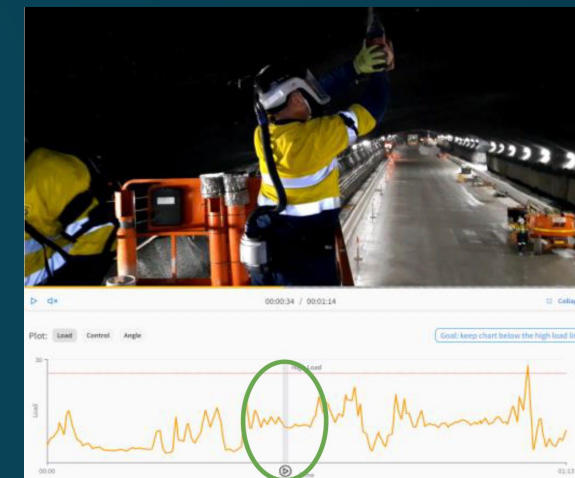 00:00:34 / 00:01:14
Plot: Load Control Angle
Goal: keep chart below the high load
30
Load
00:00
01:13